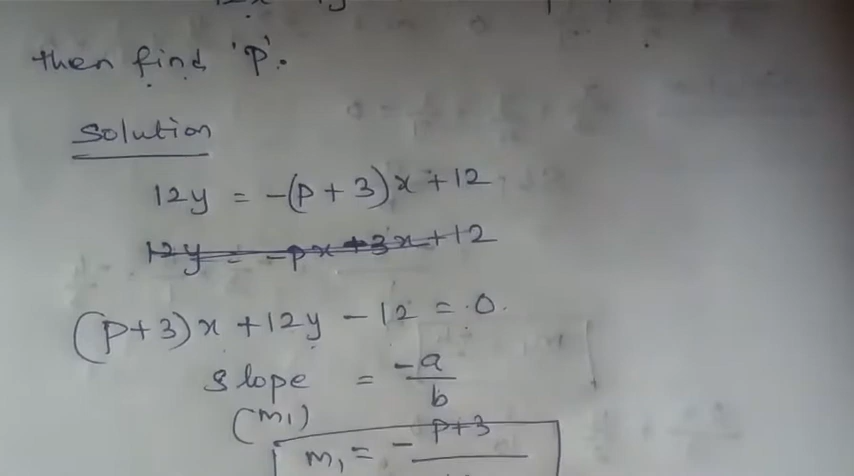 then find 'p'.
Solution
12y = -(p + 3)x + 12
12y = -px + 3x + 12
(p+3)x + 12y - 12 = 0.
slope = -a/b
(m₁)
m₁ = - p+3